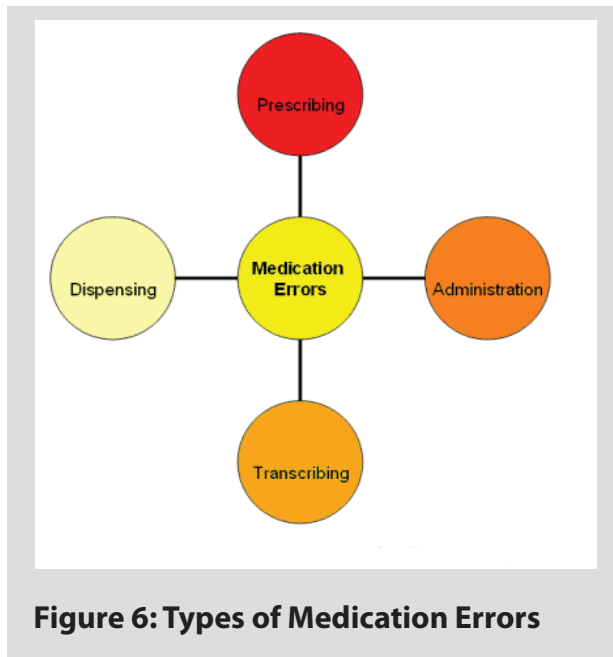 Prescribing
Dispensing
Medication
Errors
Administration
Transcribing
Figure 6: Types of Medication Errors